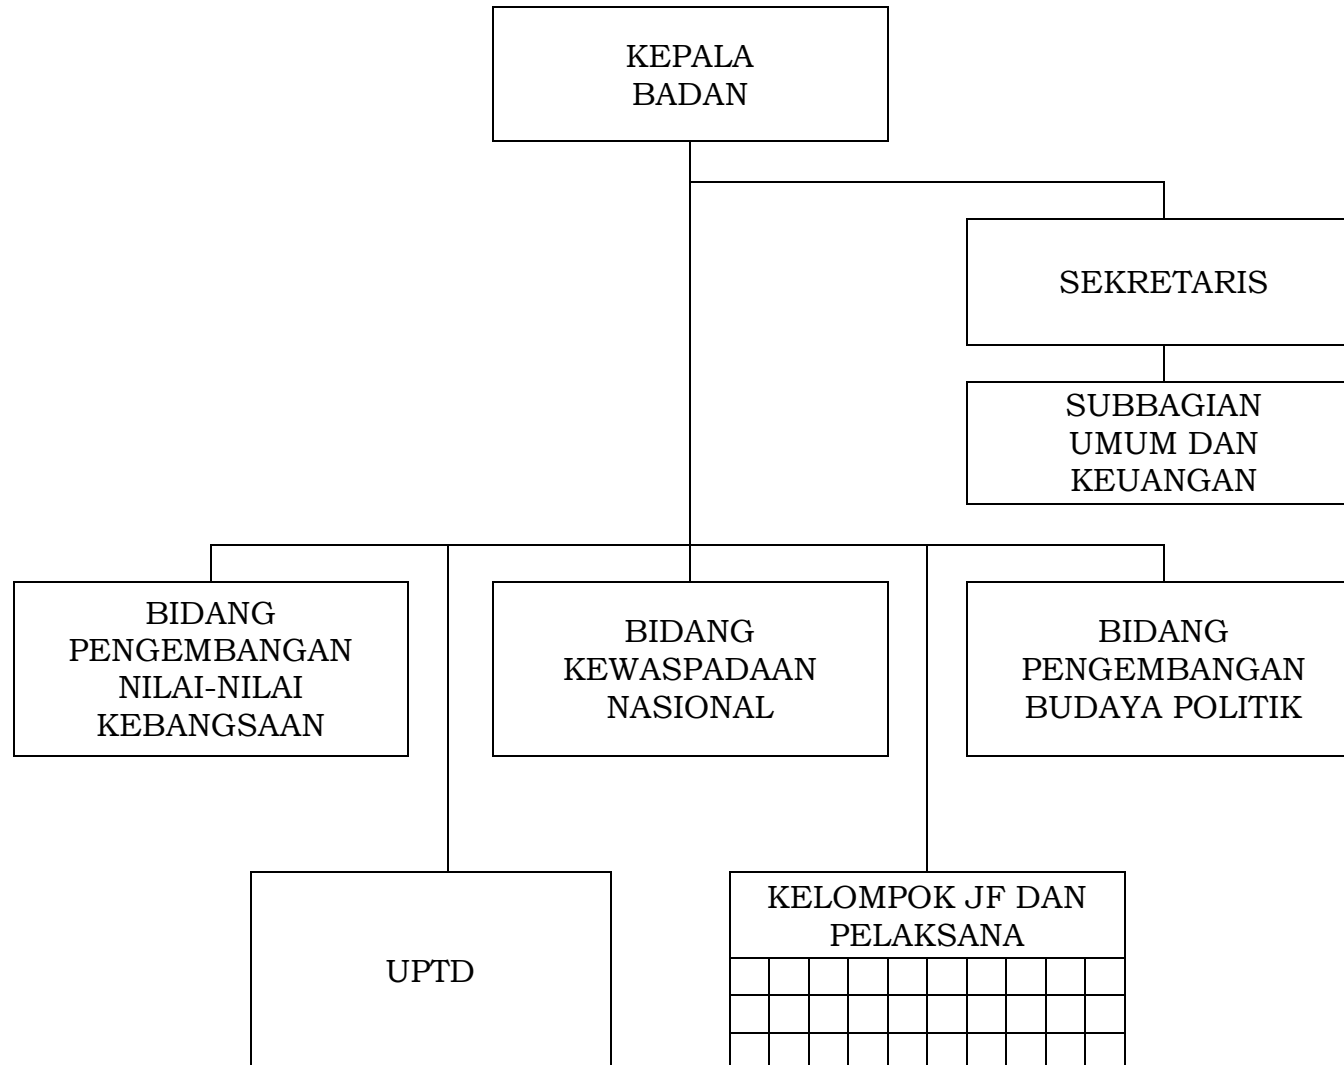 KEPALA
BADAN
SEKRETARIS
SUBBAGIAN
UMUM DAN
KEUANGAN
BIDANG
PENGEMBANGAN
NILAI-NILAI
KEBANGSAAN
BIDANG
KEWASPADAAN
NASIONAL
BIDANG
PENGEMBANGAN
BUDAYA POLITIK
UPTD
KELOMPOK JF DAN
PELAKSANA